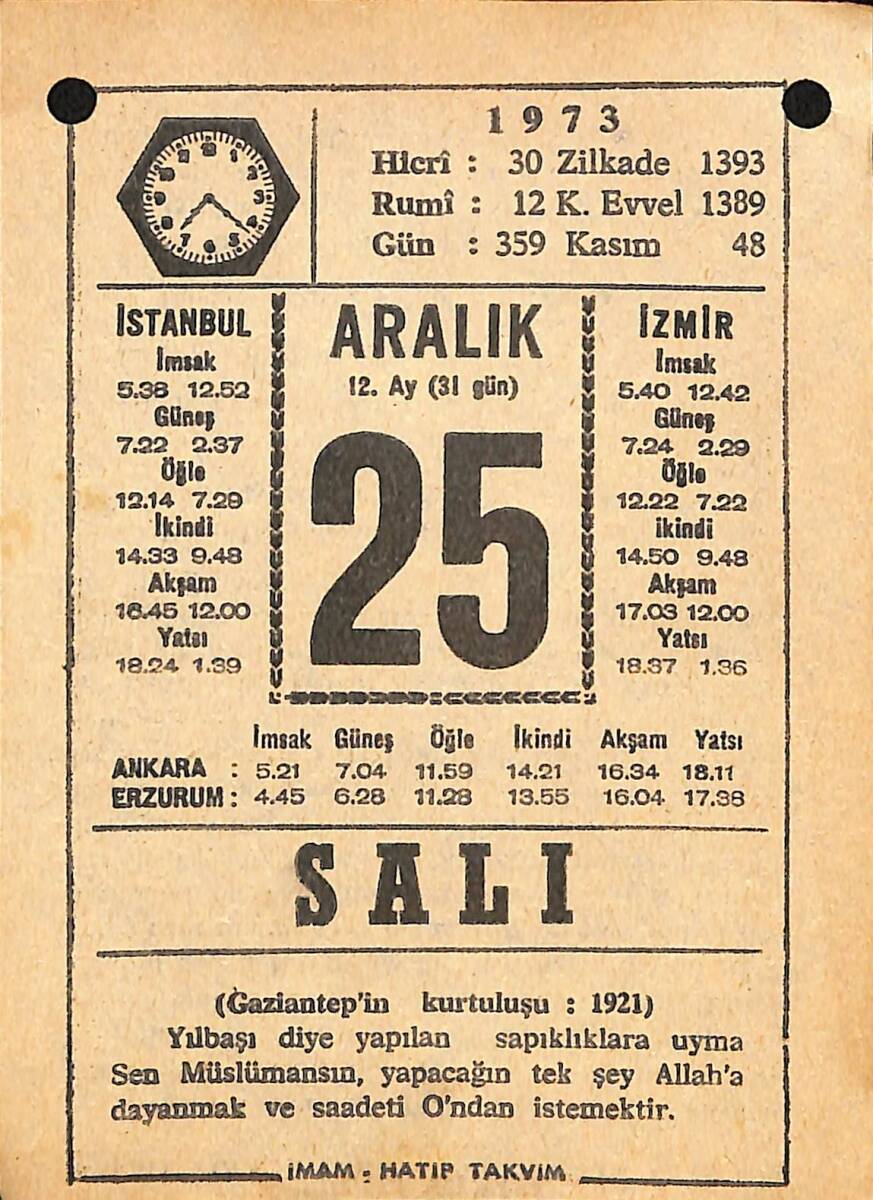 1973
Hicrî : 30 Zilkade 1393
Rumî : 12 K. Evvel 1389
Gün : 359 Kasım 48
İSTANBUL
İmsak
5.38 12.52
Güneş
7.22 2.37
Öğle
12.14 7.29
İkindi
14.33 9.48
Akşam
16.45 12.00
Yatsı
18.24 1.39
ARALIK
12. Ay (31 gün)
25
İZMİR
İmsak
5.40 12.42
Güneş
7.24 2.29
Öğle
12.22 7.22
ikindi
14.50 9.48
Akşam
17.03 12.00
Yatsı
18.37 1.36
İmsak Güneş Öğle İkindi Akşam Yatsı
ANKARA : 5.21 7.04 11.59 14.21 16.34 18.11
ERZURUM : 4.45 6.28 11.28 13.55 16.04 17.38
SALI
(Gaziantep'in kurtuluşu : 1921)
Yılbaşı diye yapılan sapıklıklara uyma
Sen Müslümansın, yapacağın tek şey Allah'a
dayanmak ve saadeti O'ndan istemektir.
İMAM - HATİP TAKVİM